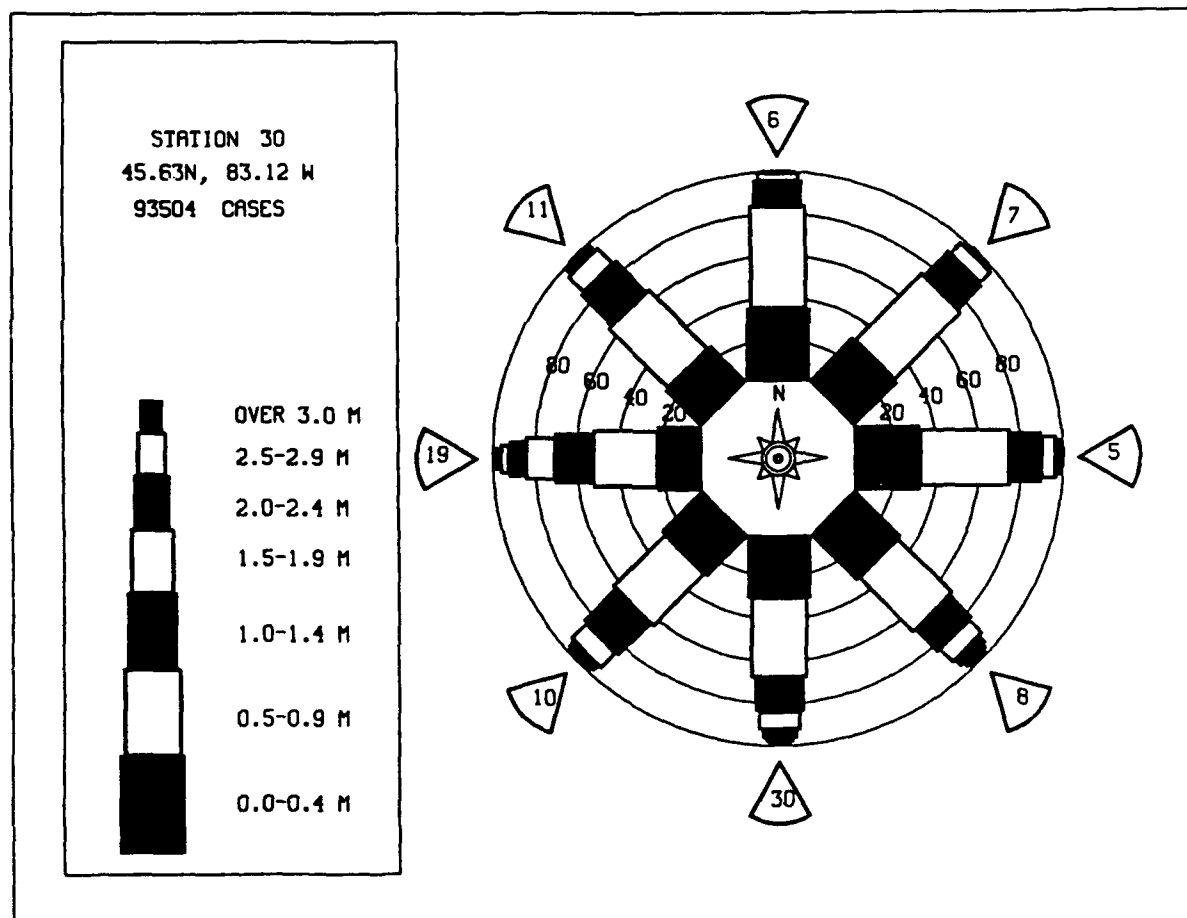 STATION 30
45.63N, 83.12 W
93504 CASES
OVER 3.0 M
2.5-2.9 M
2.0-2.4 M
1.5-1.9 M
1.0-1.4 M
0.5-0.9 M
0.0-0.4 M
6
11
7
80
60
40
20
N
20
40
60
80
19
5
10
8
30